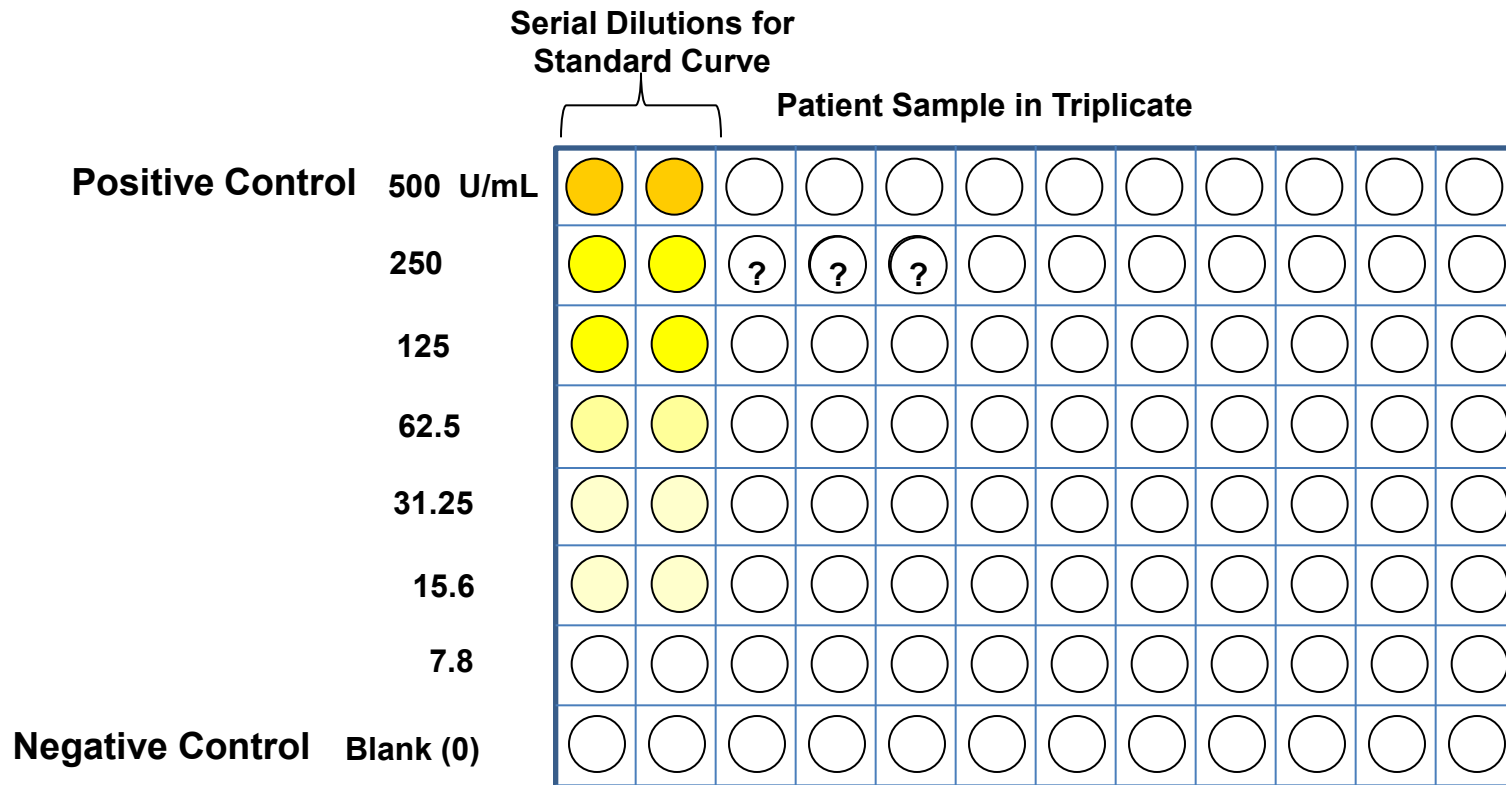 Serial Dilutions for
Standard Curve
Patient Sample in Triplicate
Positive Control 500 U/mL
250
? ? ?
125
62.5
31.25
15.6
7.8
Negative Control Blank (0)